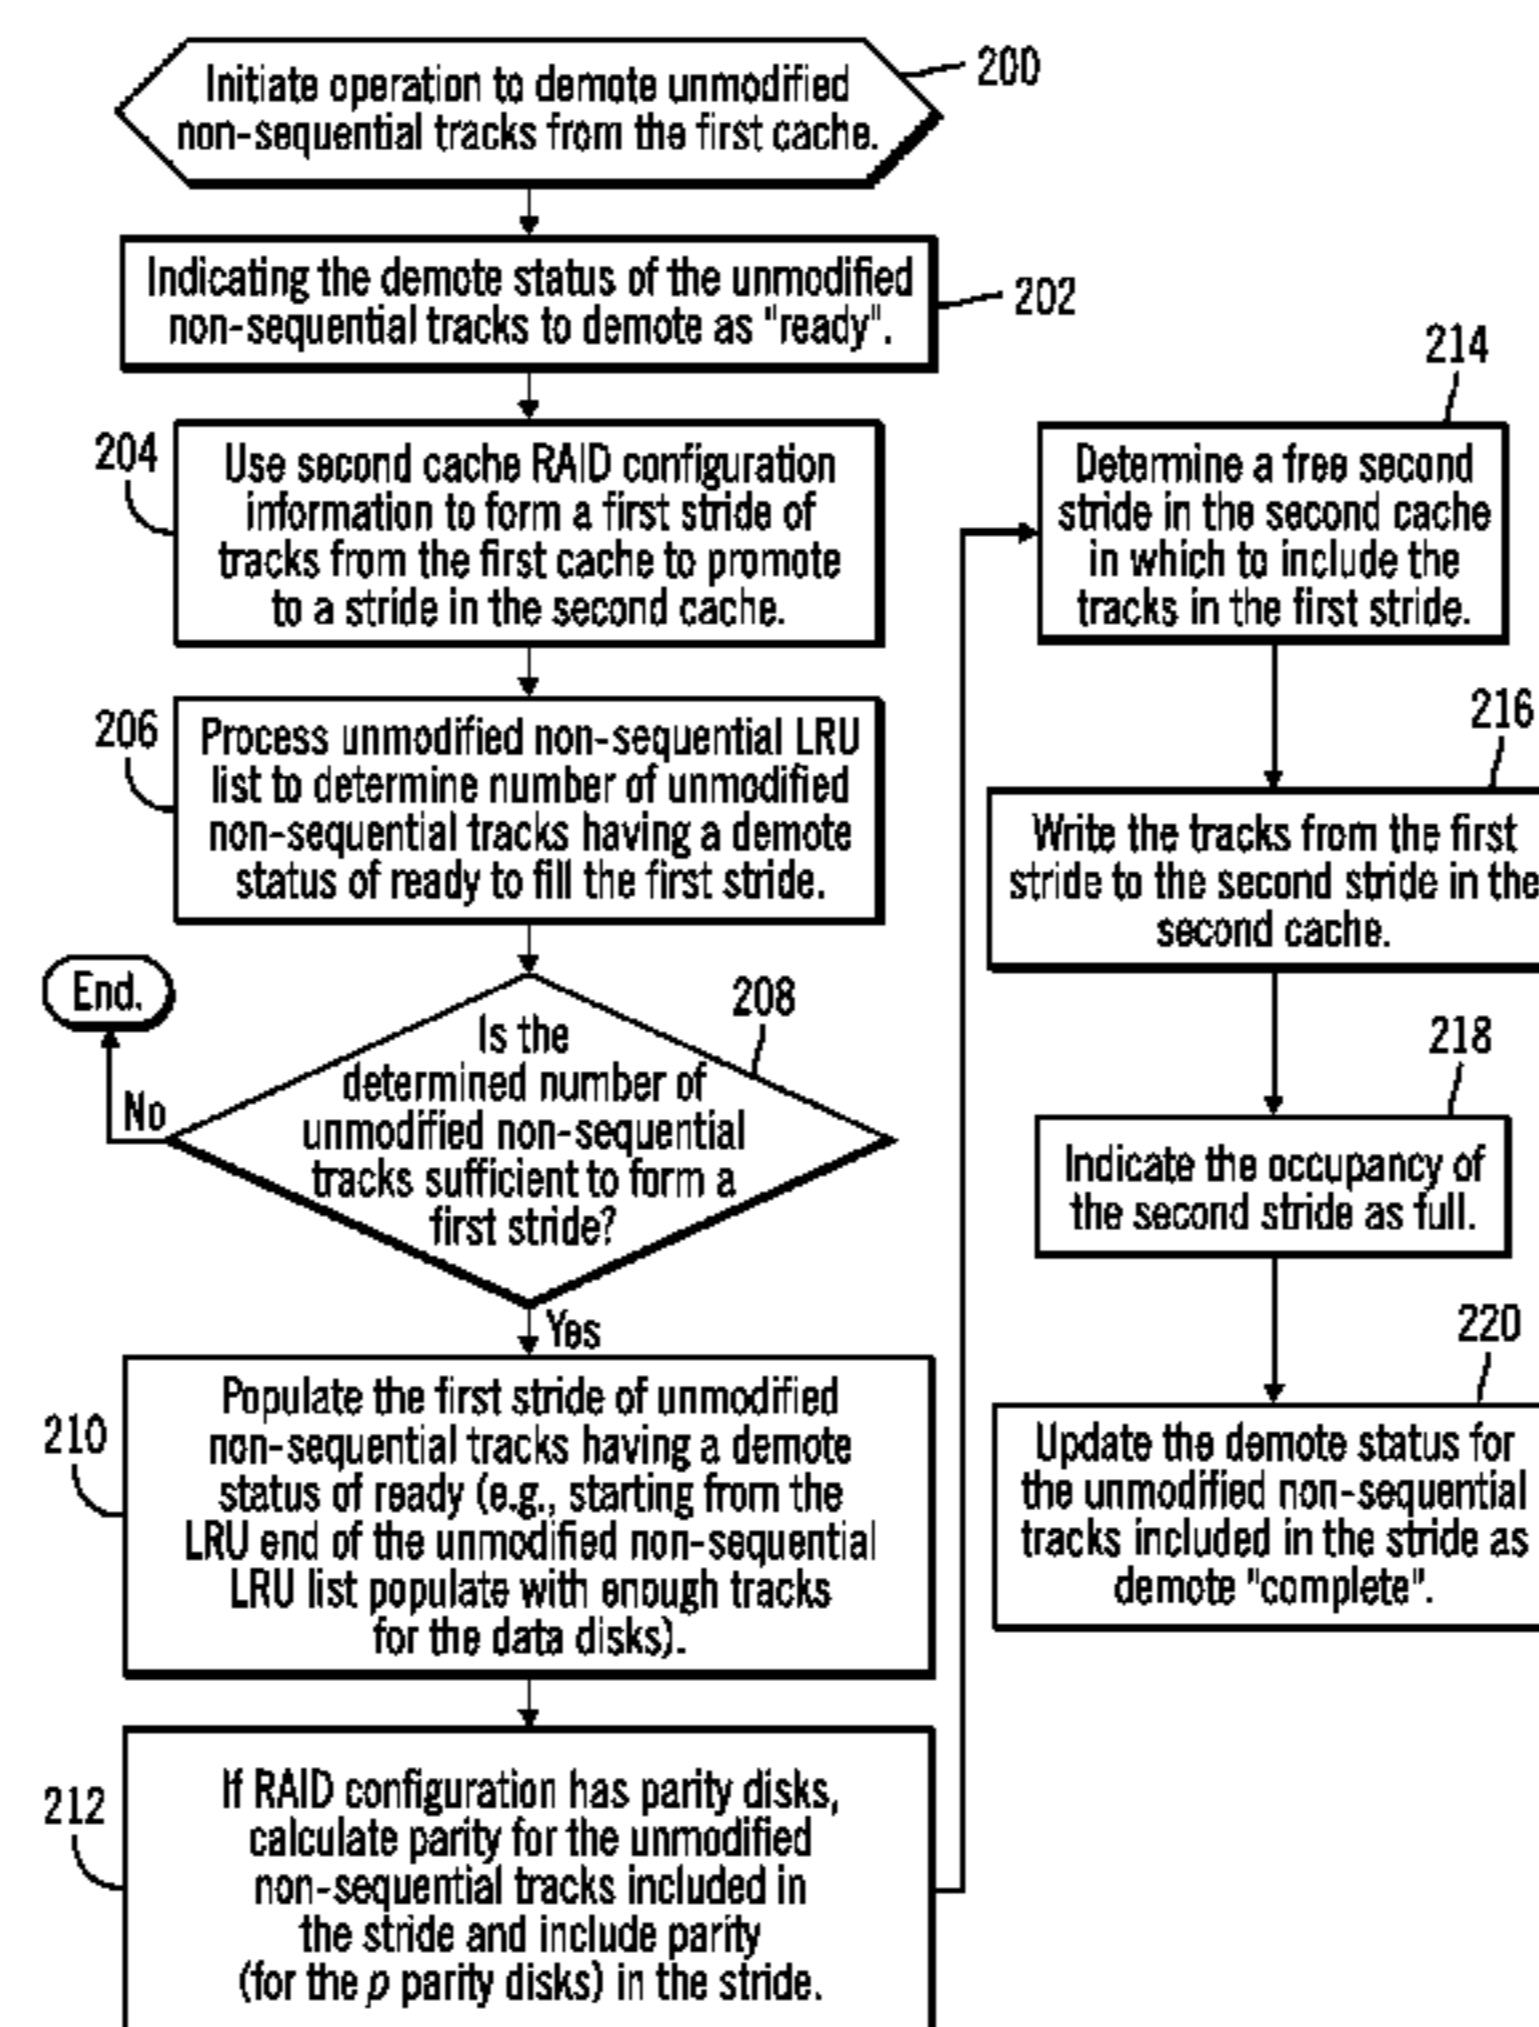 Initiate operation to demote unmodified
non-sequential tracks from the first cache.
200
Indicating the demote status of the unmodified
non-sequential tracks to demote as "ready".
202
204
Use second cache RAID configuration
information to form a first stride of
tracks from the first cache to promote
to a stride in the second cache.
206
Process unmodified non-sequential LRU
list to determine number of unmodified
non-sequential tracks having a demote
status of ready to fill the first stride.
End.
No
208
Is the
determined number of
unmodified non-sequential
tracks sufficient to form a
first stride?
Yes
210
Populate the first stride of unmodified
non-sequential tracks having a demote
status of ready (e.g., starting from the
LRU end of the unmodified non-sequential
LRU list populate with enough tracks
for the data disks).
212
If RAID configuration has parity disks,
calculate parity for the unmodified
non-sequential tracks included in
the stride and include parity
(for the p parity disks) in the stride.
214
Determine a free second
stride in the second cache
in which to include the
tracks in the first stride.
216
Write the tracks from the first
stride to the second stride in the
second cache.
218
Indicate the occupancy of
the second stride as full.
220
Update the demote status for
the unmodified non-sequential
tracks included in the stride as
demote "complete".